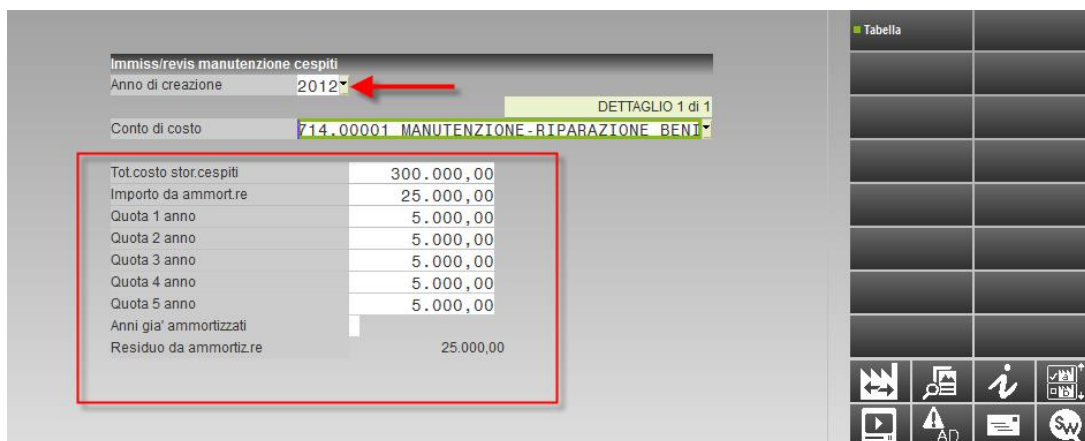 Tabella
Immiss/revis manutenzione cespiti
Anno di creazione 2012
DETTAGLIO 1 di 1
Conto di costo 714.00001 MANUTENZIONE-RIPARAZIONE BENI
Tot.costo stor.cespiti 300.000,00
Importo da ammort.re 25.000,00
Quota 1 anno 5.000,00
Quota 2 anno 5.000,00
Quota 3 anno 5.000,00
Quota 4 anno 5.000,00
Quota 5 anno 5.000,00
Anni gia' ammortizzati
Residuo da ammortiz.re 25.000,00
i
AD
SW